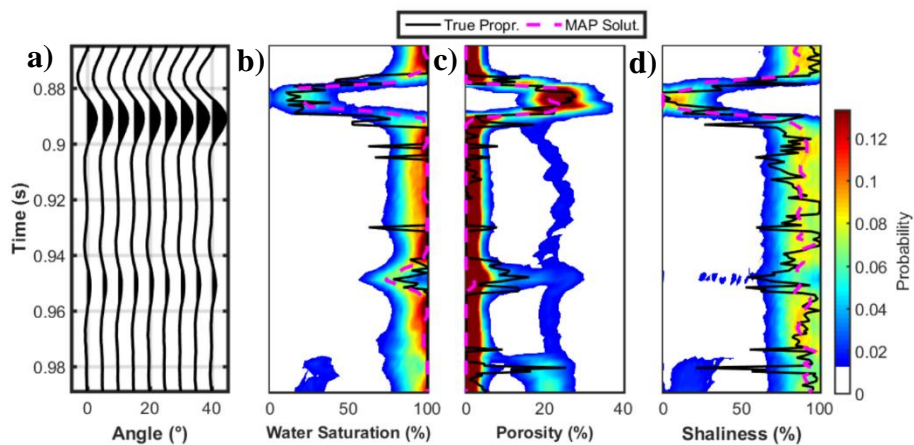 True Propr. MAP Solut.
a) b) c) d)
0.88
0.9
0.92
0.94
0.96
0.98
Time (s)
0 20 40
Angle (°)
0 50 100
Water Saturation (%)
0 20 40
Porosity (%)
0 50 100
Shaliness (%)
0.12
0.1
0.08
0.06
0.04
0.02
0
Probability